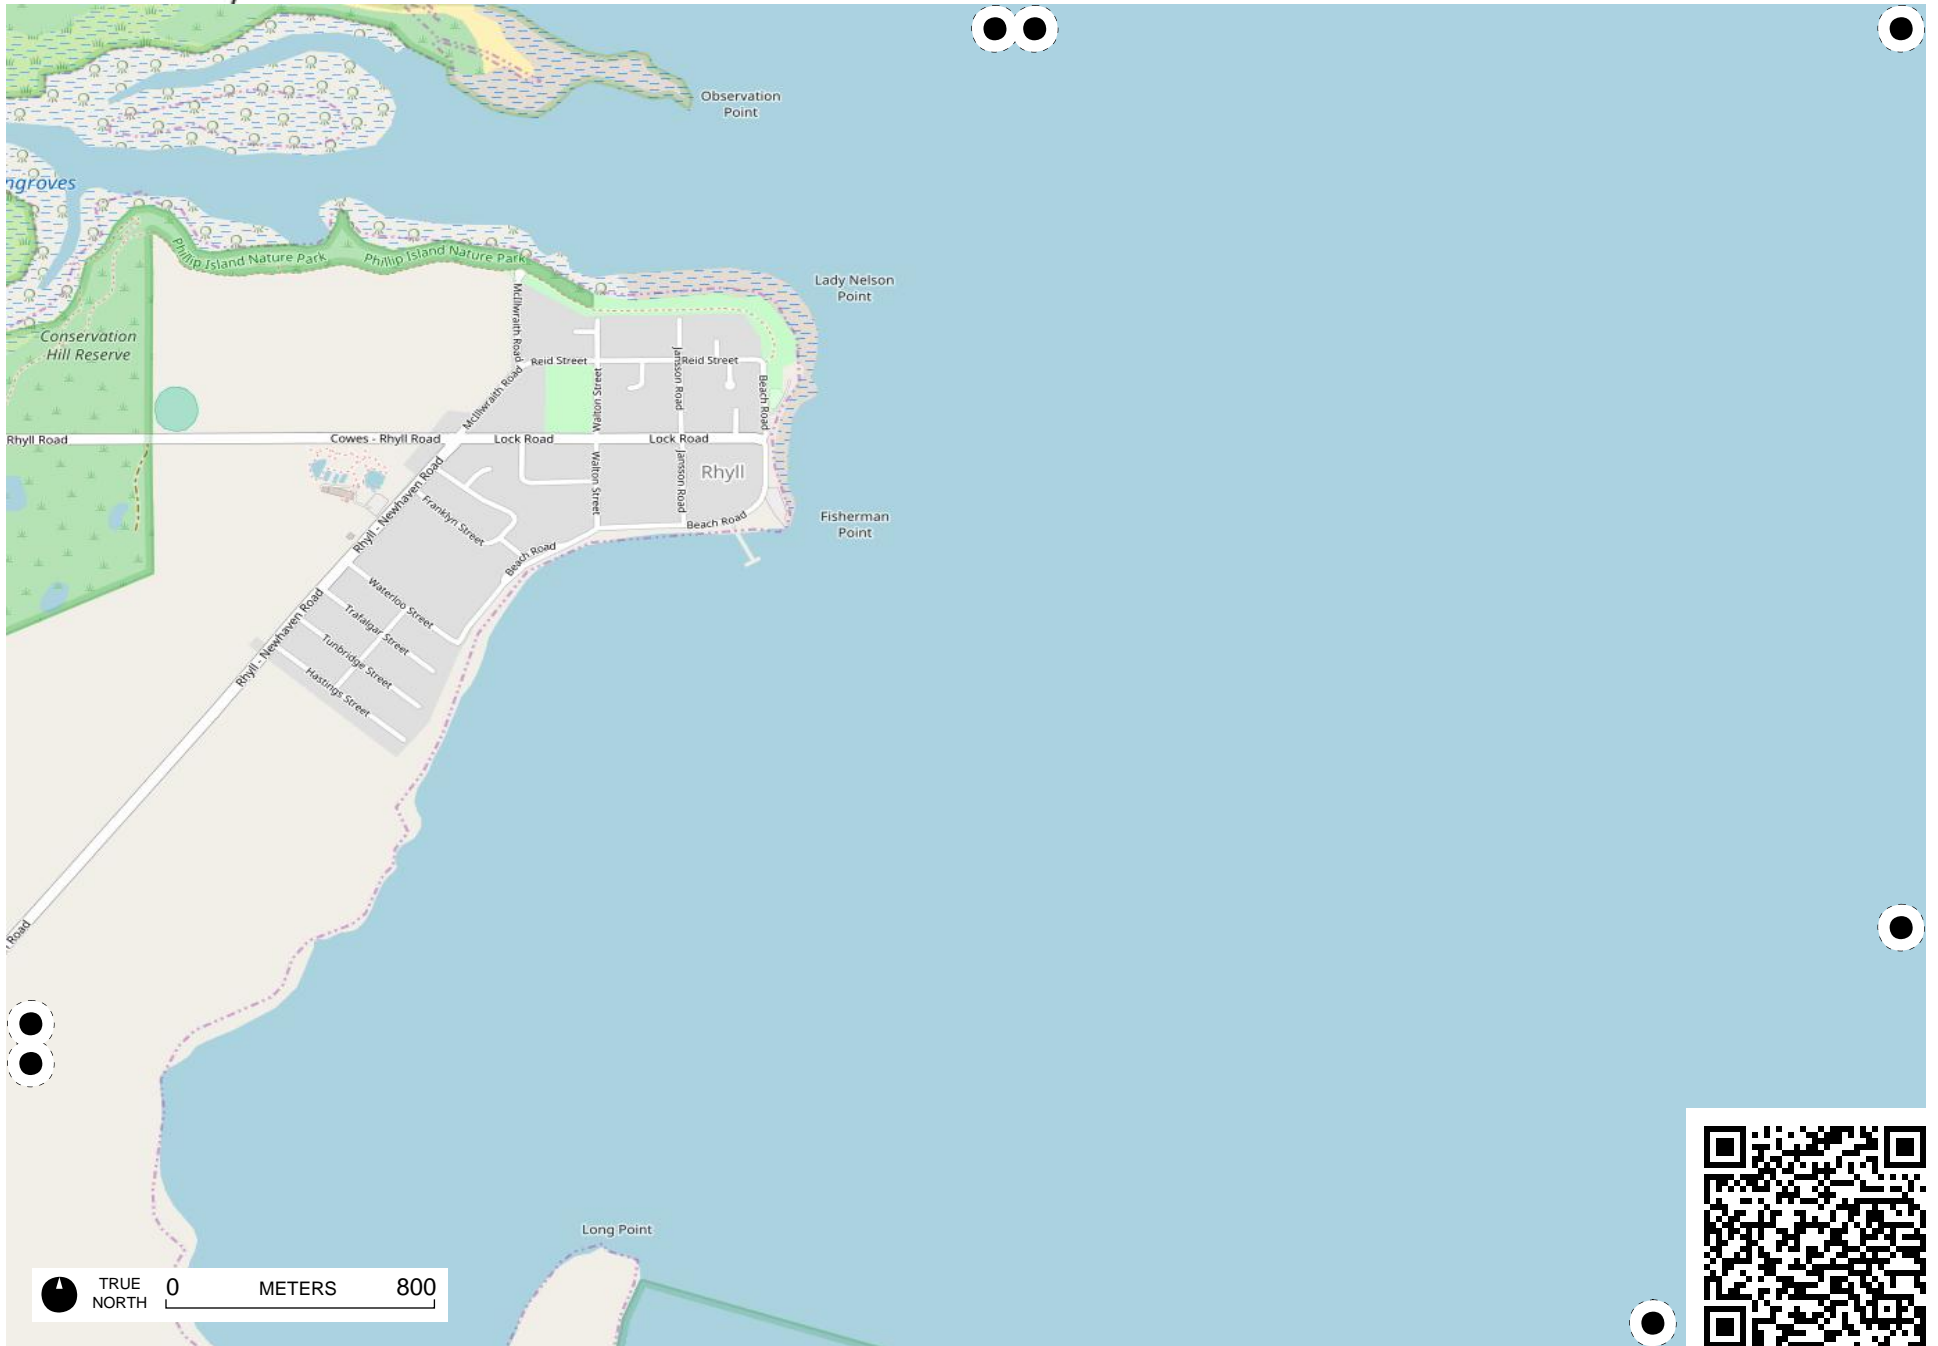 Observation
Point
ngroves
Phillip Island Nature Park
Phillip Island Nature Park
Lady Nelson
Point
McIlwraith Road
Conservation
Hill Reserve
Reid Street
Reid Street
Jansson Road
Walton Street
Beach Road
McIlwraith Road
Rhyll Road
Cowes - Rhyll Road
Lock Road
Lock Road
Rhyll
Walton Street
Jansson Road
Rhyll - Newhaven Road
Franklyn Street
Beach Road
Fisherman
Point
Beach Road
Waterloo Street
Trafalgar Street
Rhyll - Newhaven Road
Tunbridge Street
Hastings Street
Road
Long Point
TRUE
NORTH
0 METERS 800